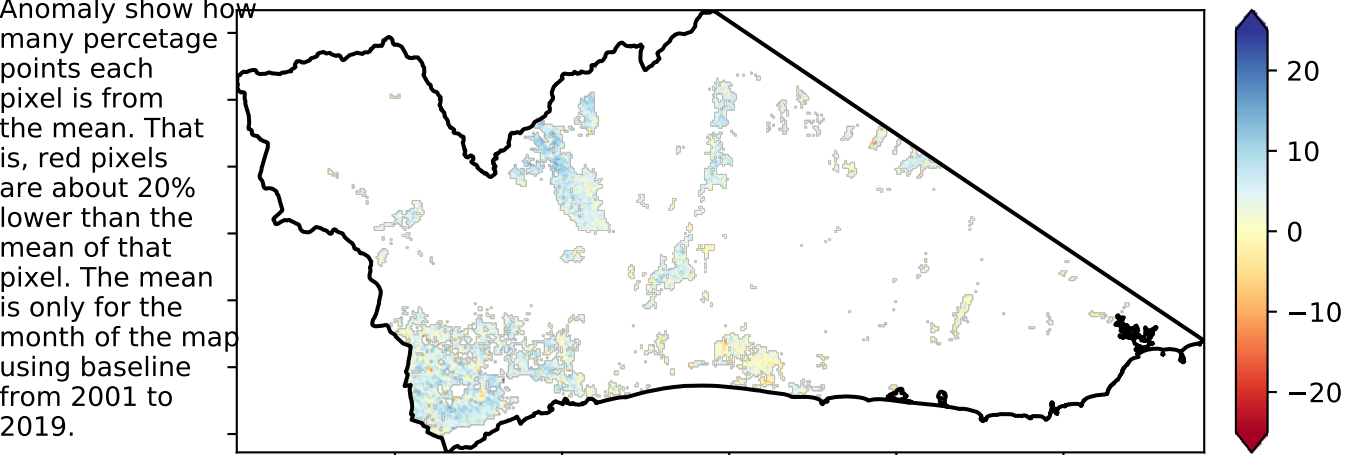 Anomaly show how
many percetage
points each
pixel is from
the mean. That
is, red pixels
are about 20%
lower than the
mean of that
pixel. The mean
is only for the
month of the map
using baseline
from 2001 to
2019.
20
10
0
−10
−20